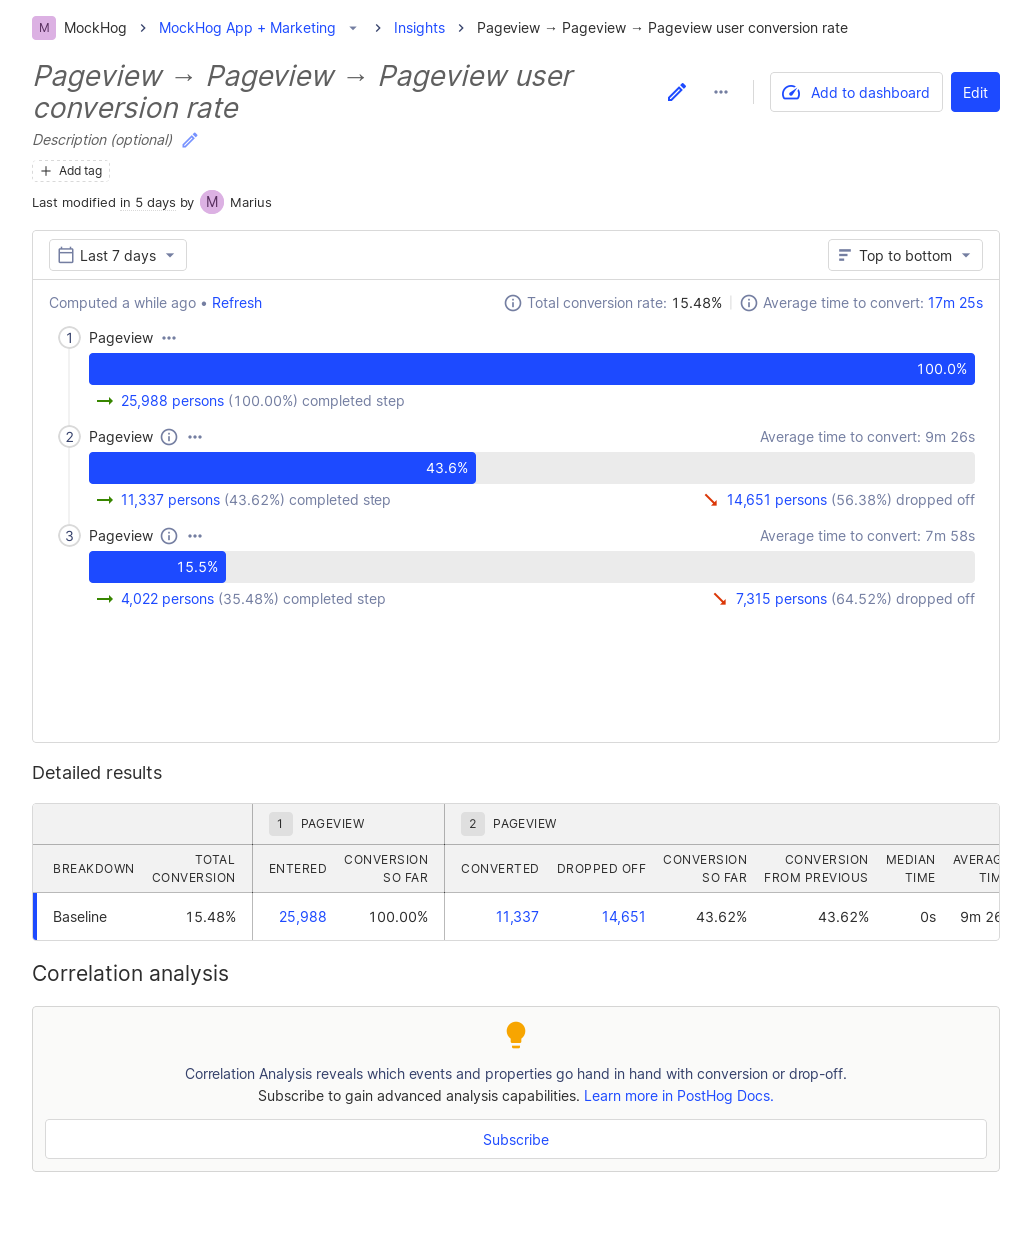 M MockHog > MockHog App + Marketing > Insights > Pageview → Pageview → Pageview user conversion rate
Pageview → Pageview → Pageview user
conversion rate
Add to dashboard
Edit
Description (optional)
+ Add tag
Last modified in 5 days by M Marius
Last 7 days
Top to bottom
Computed a while ago • Refresh
Total conversion rate: 15.48%
Average time to convert: 17m 25s
1 Pageview
100.0%
25,988 persons (100.00%) completed step
2 Pageview
Average time to convert: 9m 26s
43.6%
11,337 persons (43.62%) completed step
14,651 persons (56.38%) dropped off
3 Pageview
Average time to convert: 7m 58s
15.5%
4,022 persons (35.48%) completed step
7,315 persons (64.52%) dropped off
Detailed results
1 PAGEVIEW
2 PAGEVIEW
BREAKDOWN
TOTAL
CONVERSION
ENTERED
CONVERSION
SO FAR
CONVERTED
DROPPED OFF
CONVERSION
SO FAR
CONVERSION
FROM PREVIOUS
MEDIAN
TIME
Baseline 15.48% 25,988 100.00% 11,337 14,651 43.62% 43.62% 0s 9m
Correlation analysis
Correlation Analysis reveals which events and properties go hand in hand with conversion or drop-off.
Subscribe to gain advanced analysis capabilities. Learn more in PostHog Docs.
Subscribe